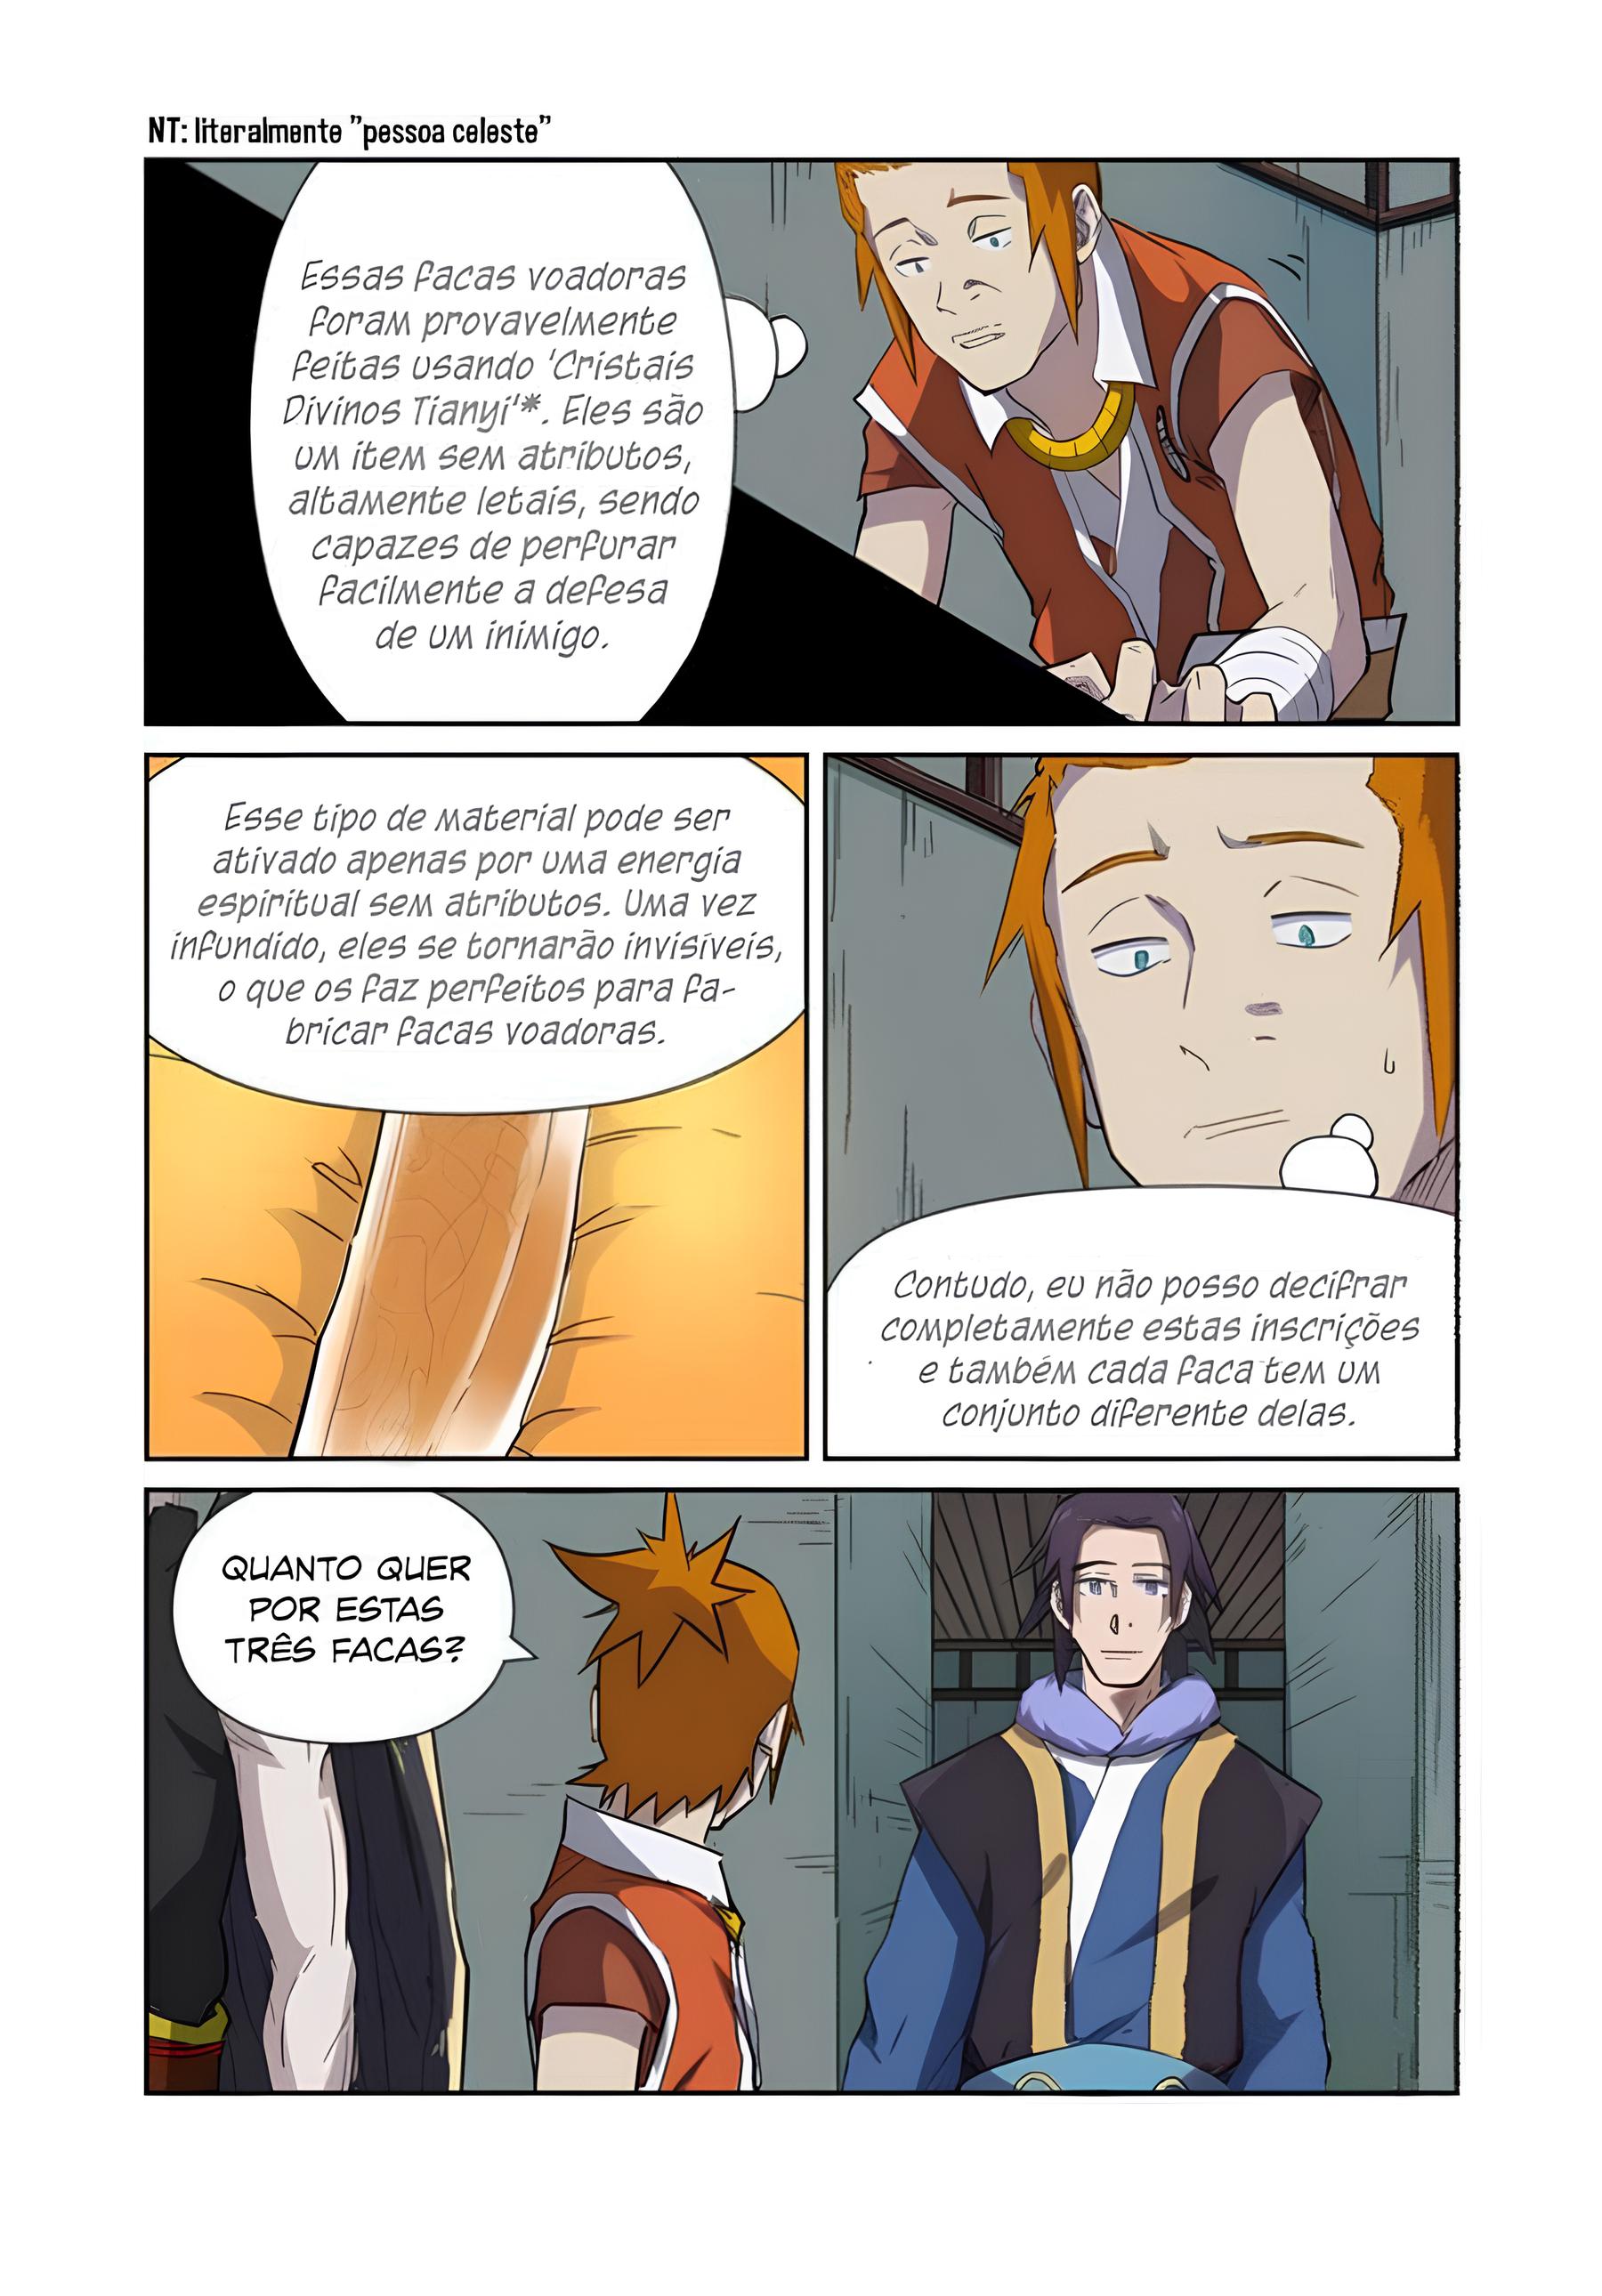 NT: literalmente "pessoa celeste"
Essas facas voadoras
foram provavelmente
feitas usando 'Cristais
Divinos Tianyi'*. Eles são
um item sem atributos,
altamente letais, sendo
capazes de perfurar
facilmente a defesa
de um inimigo.
Esse tipo de material pode ser
ativado apenas por uma energia
espiritual sem atributos. Uma vez
infundido, eles se tornarão invisíveis,
o que os faz perfeitos para fa-
bricar facas voadoras.
Contudo, eu não posso decifrar
completamente estas inscrições
e também cada faca tem um
conjunto diferente delas.
QUANTO QUER
POR ESTAS
TRÊS FACAS?